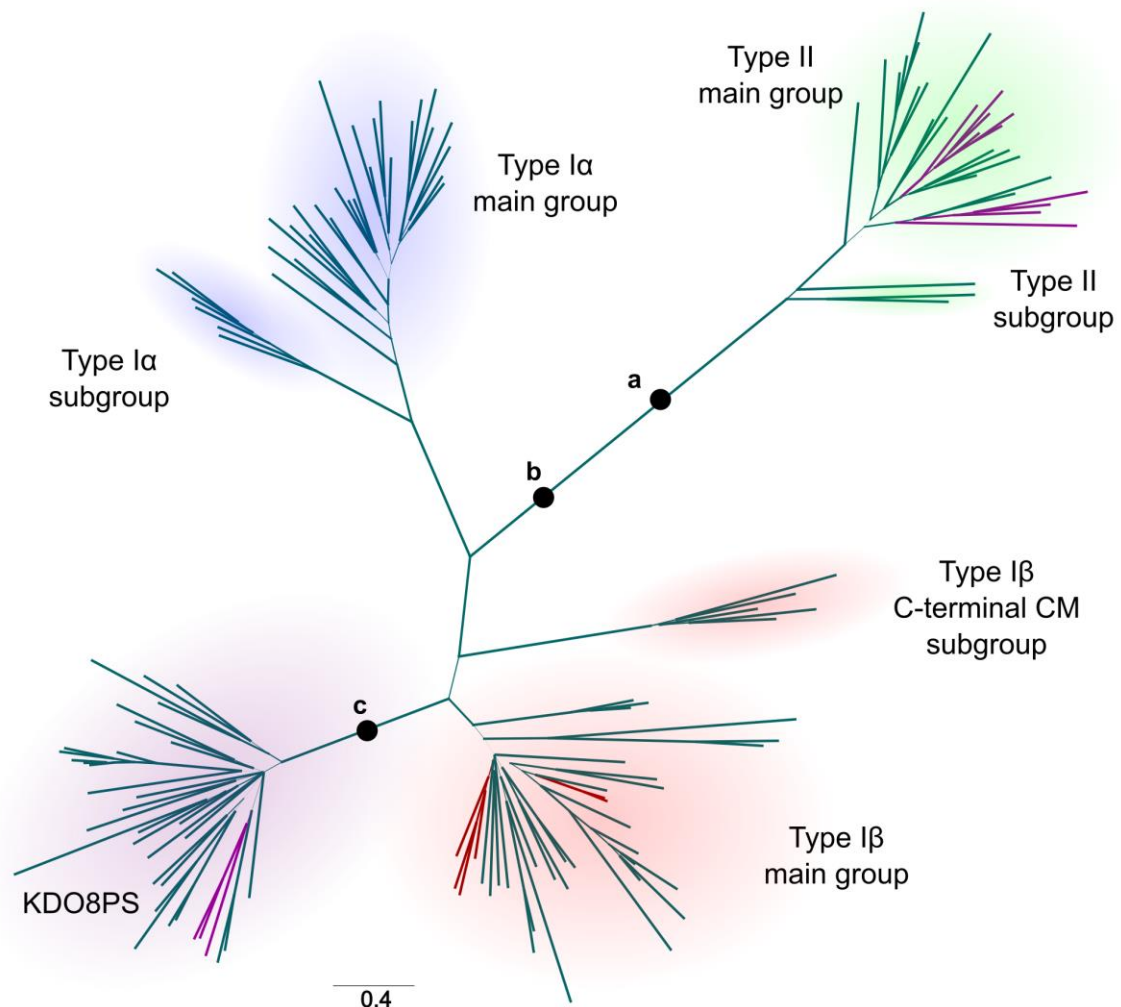 Type II
main group
Type Iα
main group
Type II
subgroup
Type Iα
subgroup
a
b
Type Iβ
C-terminal CM
subgroup
c
Type Iβ
main group
KDO8PS
0.4